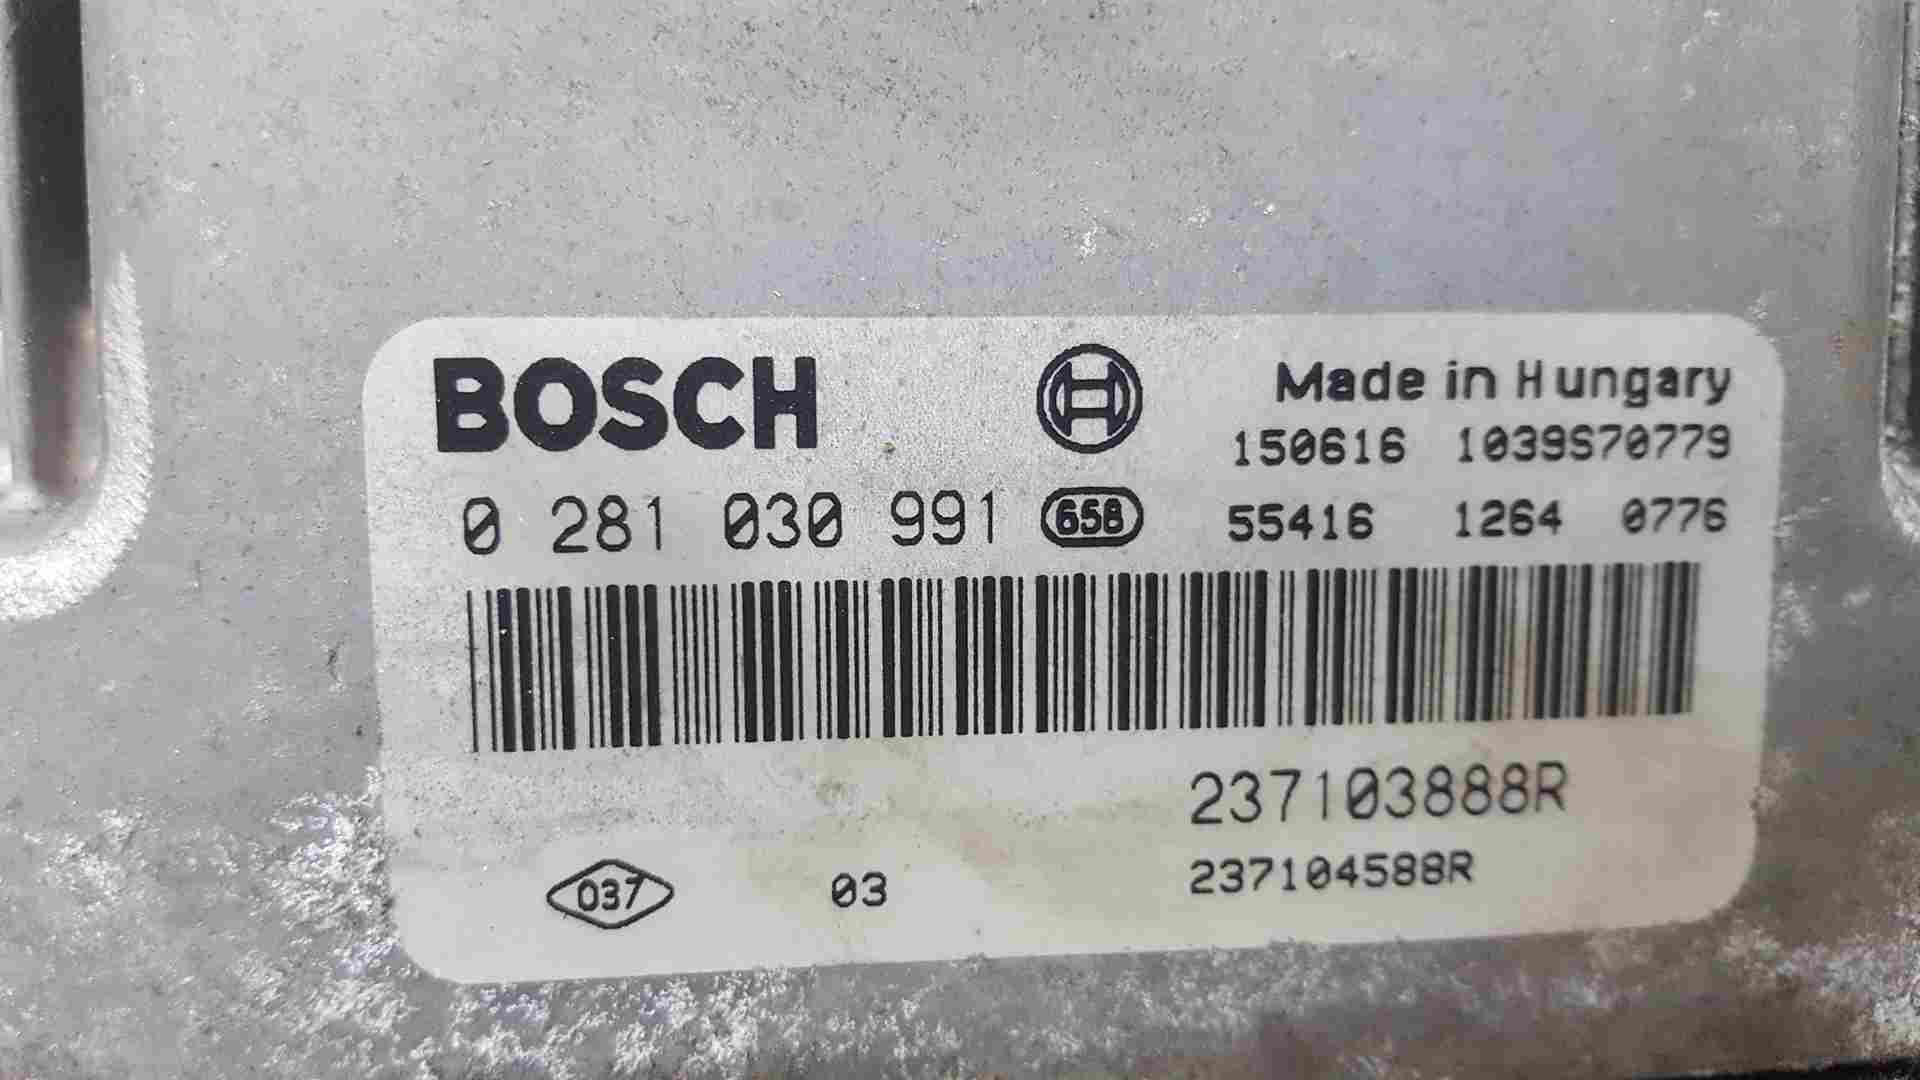 BOSCH
Made in Hungary
150616 1039S70779
0 281 030 991 658 55416 1264 0776
237103888R
037 03 237104588R